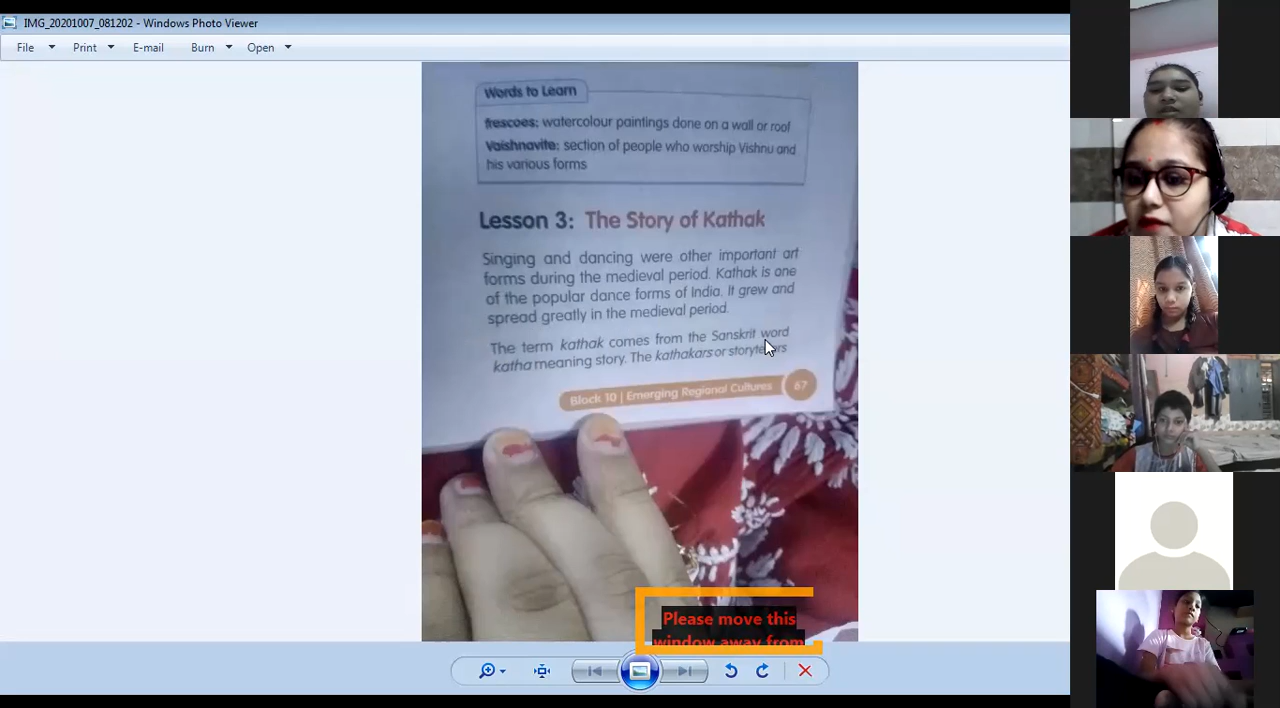 IMG_20201007_081202 - Windows Photo Viewer
File Print E-mail Burn Open
Words to Learn
frescoes: watercolour paintings done on a wall or roof
Vaishnavite: section of people who worship Vishnu and
his various forms
Lesson 3: The Story of Kathak
Singing and dancing were other important art
forms during the medieval period. Kathak is one
of the popular dance forms of India. It grew and
spread greatly in the medieval period.
The term kathak comes from the Sanskrit word
katha meaning story. The kathakars or
Block 10 | Emerging Regional Cultures 67
Please move this
window away from